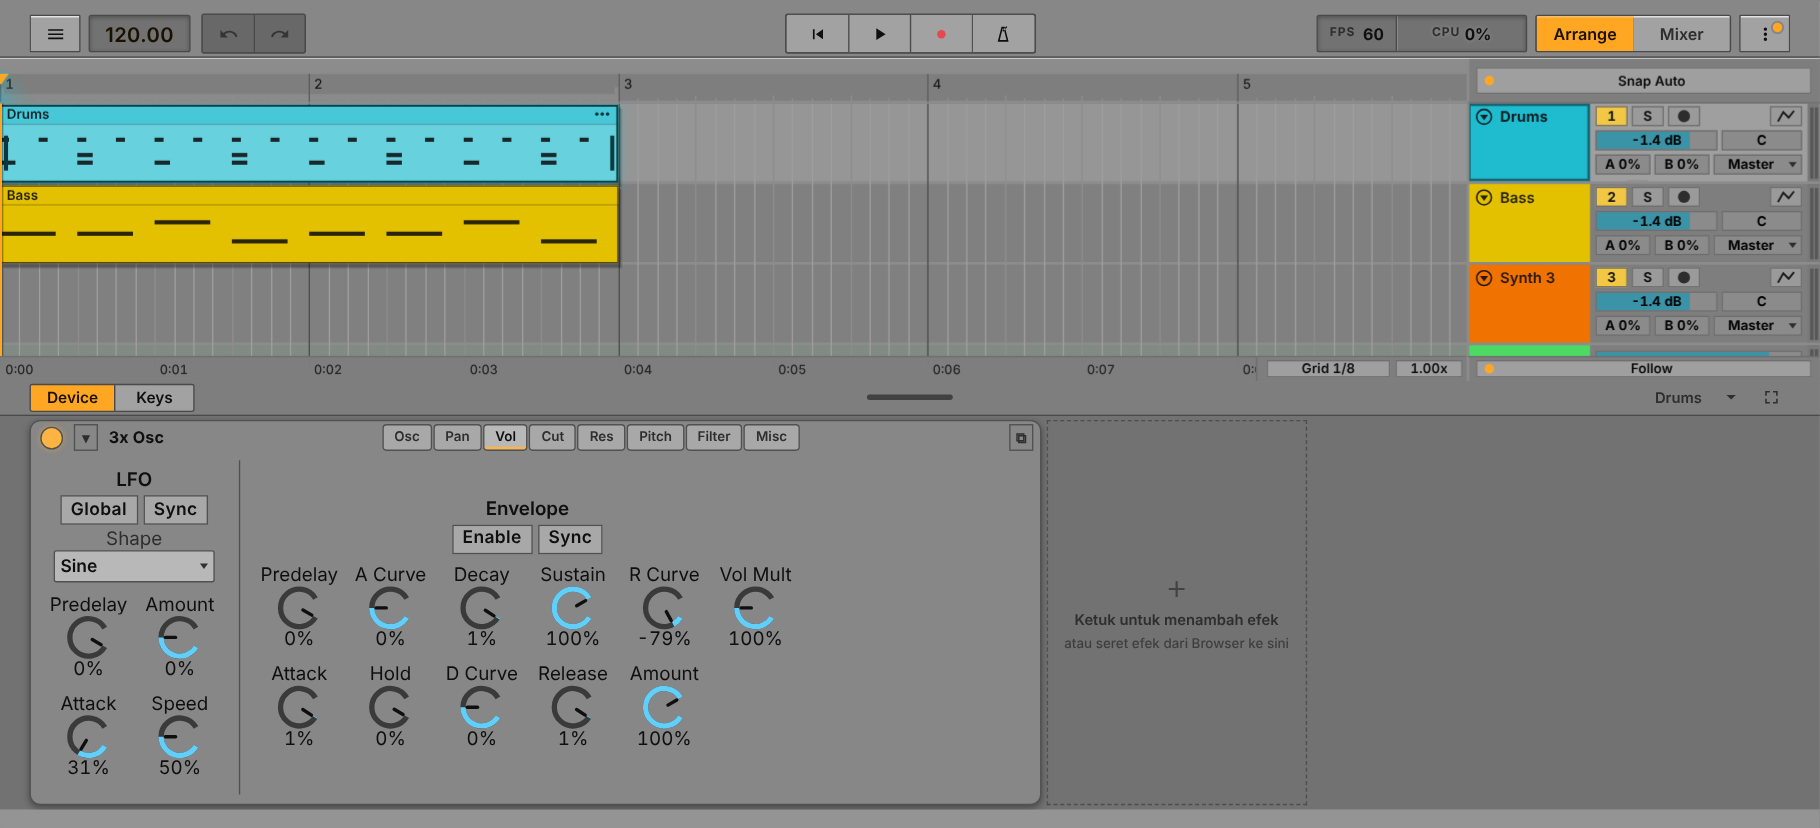 120.00
FPS 60 CPU 0%
Arrange Mixer
1 2 3 4 5
Snap Auto
Drums
Drums 1 S
-1.4 dB C
A 0% B 0% Master
Bass
Bass 2 S
-1.4 dB C
A 0% B 0% Master
Synth 3 3 S
-1.4 dB C
A 0% B 0% Master
0:00 0:01 0:02 0:03 0:04 0:05 0:06 0:07 Grid 1/8 1.00x Follow
Device Keys Drums
3x Osc Osc Pan Vol Cut Res Pitch Filter Misc
LFO
Global Sync
Shape
Sine
Predelay Amount
0% 0%
Attack Speed
31% 50%
Envelope
Enable Sync
Predelay A Curve Decay Sustain R Curve Vol Mult
0% 0% 1% 100% -79% 100%
Attack Hold D Curve Release Amount
1% 0% 0% 1% 100%
Ketuk untuk menambah efek
atau seret efek dari Browser ke sini